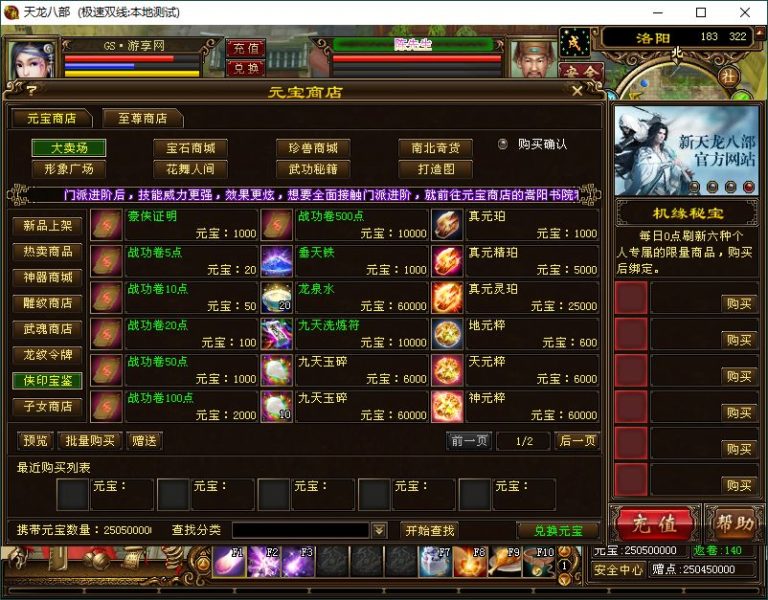 天龙八部 (极速双线:本地测试)
GS·游享网
充值
兑换
陈先生
安全
洛阳 183 322
北
?
元宝商店
元宝商店 至尊商店
大卖场 宝石商城 珍兽商城 南北奇货 购买确认
形象广场 花舞人间 武功秘籍 打造图
新天龙八部
官方网站
门派进阶后，技能威力更强，效果更炫，想要全面接触门派进阶，就前往元宝商店的嵩阳书院
机缘秘宝
每日0点刷新六种个
人专属的限量商品，购买
后绑定。
新品上架
热卖商品
神器商城
雕纹商店
武魂商店
龙纹令牌
侠印宝鉴
子女商店
豪侠证明
元宝：1000
战功卷500点
元宝：10000
真元珀
元宝：1000
战功卷5点
元宝：20
垂天铁
元宝：1000
真元精珀
元宝：5000
战功卷10点
元宝：50
20
龙泉水
元宝：60000
真元灵珀
元宝：25000
战功卷20点
元宝：100
九天洗炼符
元宝：10000
地元粹
元宝：600
战功卷50点
元宝：1000
九天玉碎
元宝：6000
天元粹
元宝：6000
战功卷100点
元宝：2000
10
九天玉碎
元宝：60000
神元粹
元宝：60000
购买
购买
购买
购买
购买
购买
预览 批量购买 赠送 前一页 1/2 后一页
最近购买列表
元宝： 元宝： 元宝： 元宝： 元宝：
携带元宝数量：25050000 查找分类 开始查找 兑换元宝
充值 帮助
F1 F2 F3 F7 F8 F9 F10
1
元宝:250500000 返卷:140
安全中心 赠点:250450000